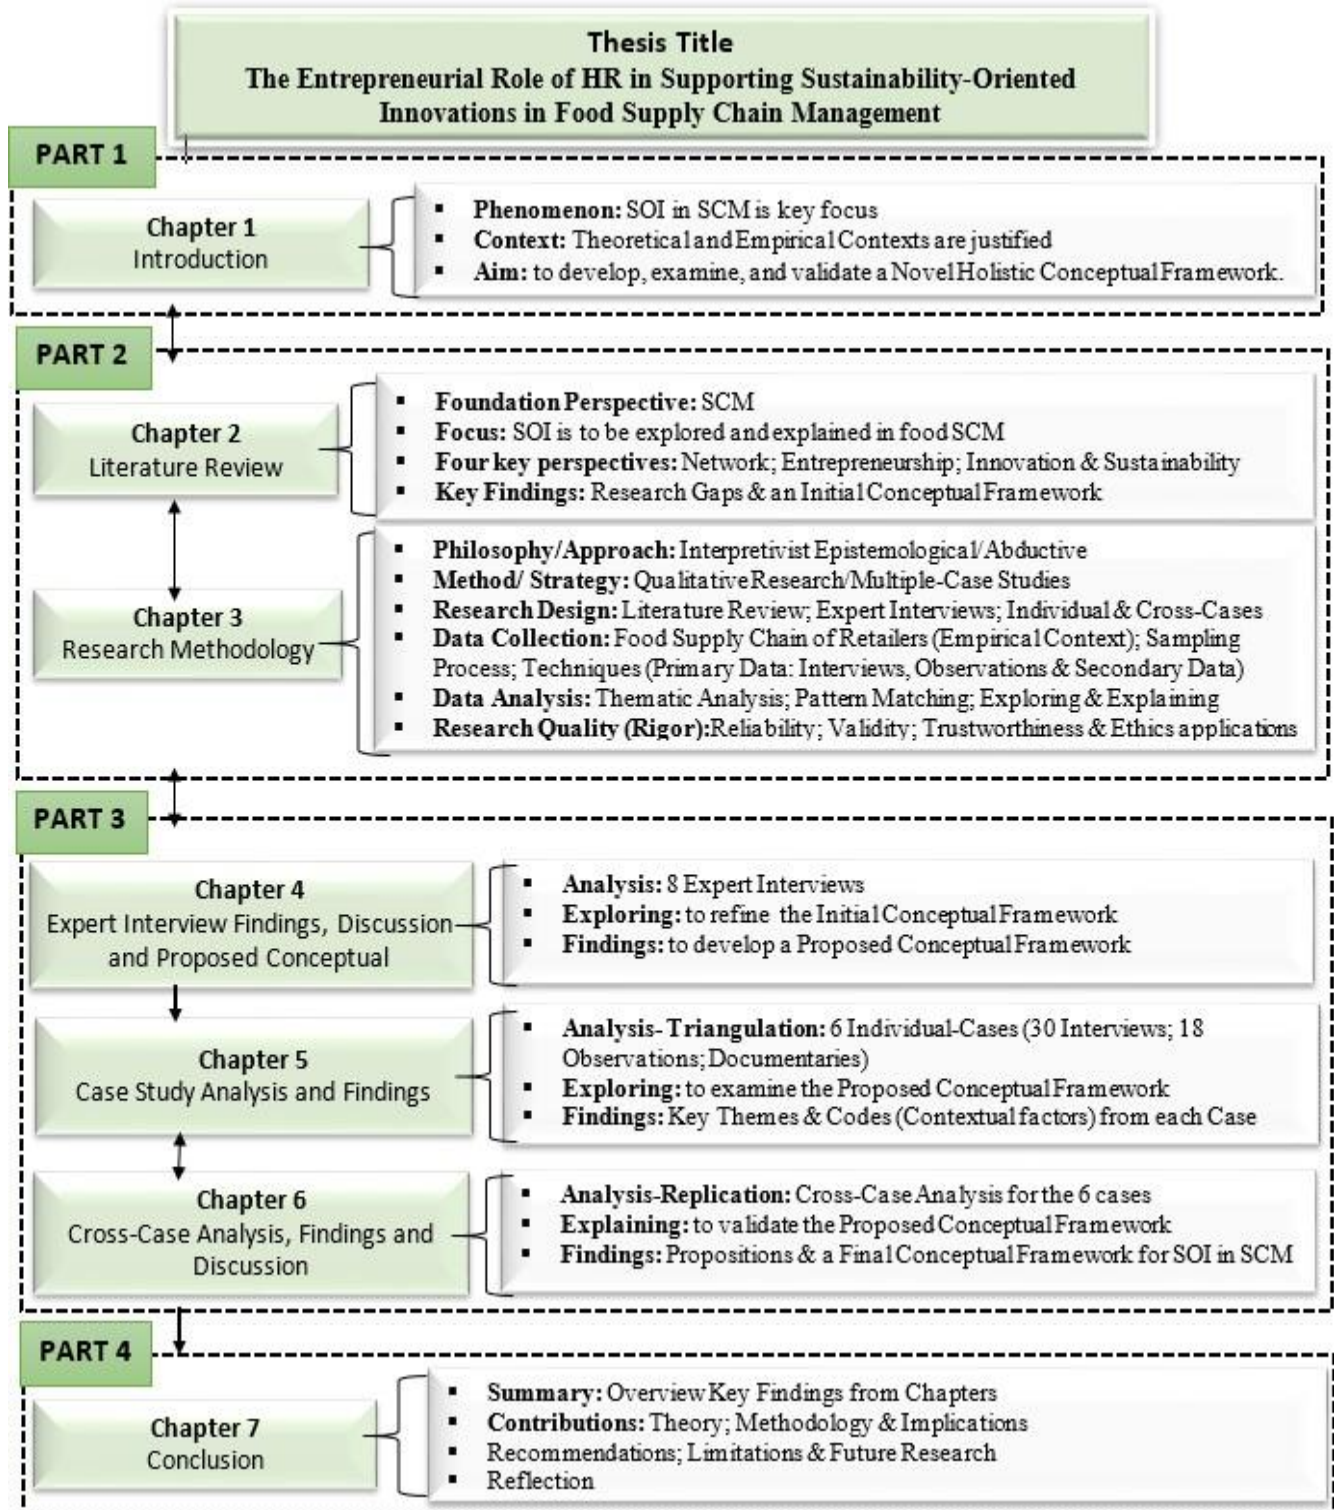 Thesis Title
The Entrepreneurial Role of HR in Supporting Sustainability-Oriented
Innovations in Food Supply Chain Management
PART 1
Chapter 1
Introduction
▪ Phenomenon: SOI in SCM is key focus
▪ Context: Theoretical and Empirical Contexts are justified
▪ Aim: to develop, examine, and validate a Novel Holistic Conceptual Framework.
PART 2
Chapter 2
Literature Review
▪ Foundation Perspective: SCM
▪ Focus: SOI is to be explored and explained in food SCM
▪ Four key perspectives: Network; Entrepreneurship; Innovation & Sustainability
▪ Key Findings: Research Gaps & an Initial Conceptual Framework
Chapter 3
Research Methodology
▪ Philosophy/Approach: Interpretivist Epistemological/Abductive
▪ Method/ Strategy: Qualitative Research/Multiple-Case Studies
▪ Research Design: Literature Review; Expert Interviews; Individual & Cross-Cases
▪ Data Collection: Food Supply Chain of Retailers (Empirical Context); Sampling
Process; Techniques (Primary Data: Interviews, Observations & Secondary Data)
▪ Data Analysis: Thematic Analysis; Pattern Matching; Exploring & Explaining
▪ Research Quality (Rigor):Reliability; Validity; Trustworthiness & Ethics applications
PART 3
Chapter 4
Expert Interview Findings, Discussion
and Proposed Conceptual
▪ Analysis: 8 Expert Interviews
▪ Exploring: to refine the Initial Conceptual Framework
▪ Findings: to develop a Proposed Conceptual Framework
Chapter 5
Case Study Analysis and Findings
▪ Analysis- Triangulation: 6 Individual-Cases (30 Interviews; 18
Observations; Documentaries)
▪ Exploring: to examine the Proposed Conceptual Framework
▪ Findings: Key Themes & Codes (Contextual factors) from each Case
Chapter 6
Cross-Case Analysis, Findings and
Discussion
▪ Analysis-Replication: Cross-Case Analysis for the 6 cases
▪ Explaining: to validate the Proposed Conceptual Framework
▪ Findings: Propositions & a Final Conceptual Framework for SOI in SCM
PART 4
Chapter 7
Conclusion
▪ Summary: Overview Key Findings from Chapters
▪ Contributions: Theory; Methodology & Implications
▪ Recommendations; Limitations & Future Research
▪ Reflection